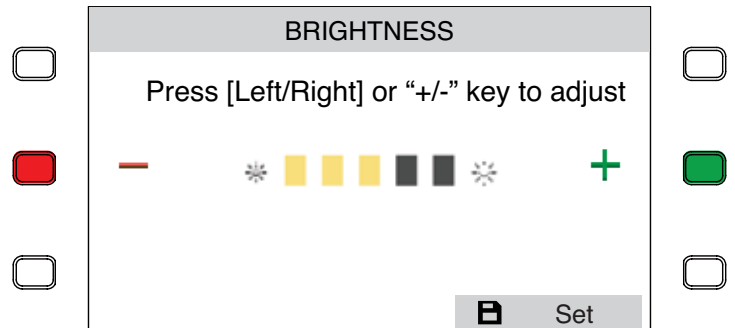 BRIGHTNESS
Press [Left/Right] or “+/-” key to adjust
− +
Set